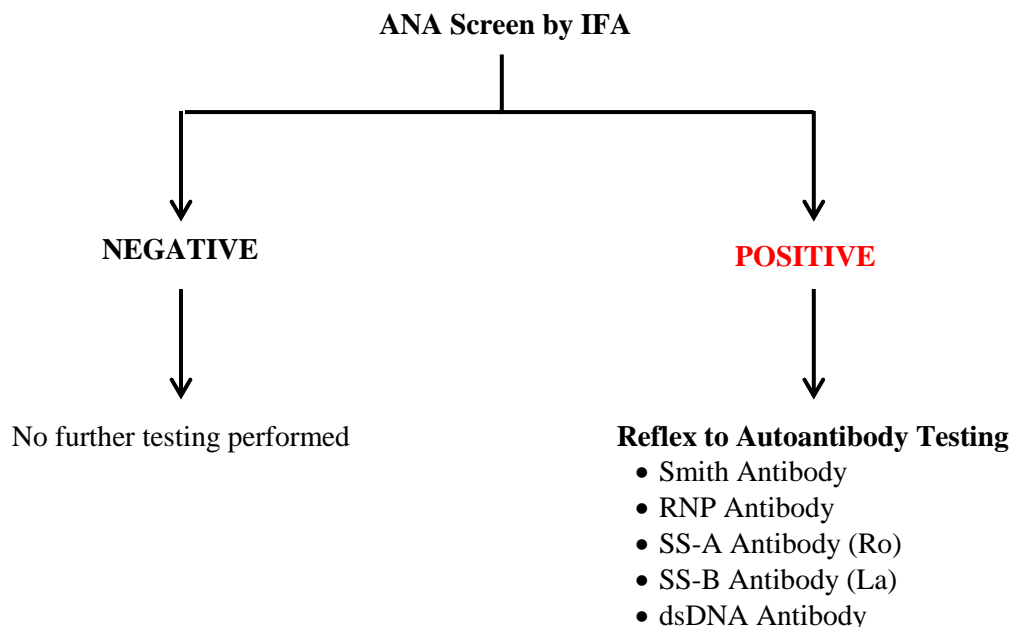 ANA Screen by IFA
NEGATIVE
POSITIVE
No further testing performed
Reflex to Autoantibody Testing
• Smith Antibody
• RNP Antibody
• SS-A Antibody (Ro)
• SS-B Antibody (La)
• dsDNA Antibody